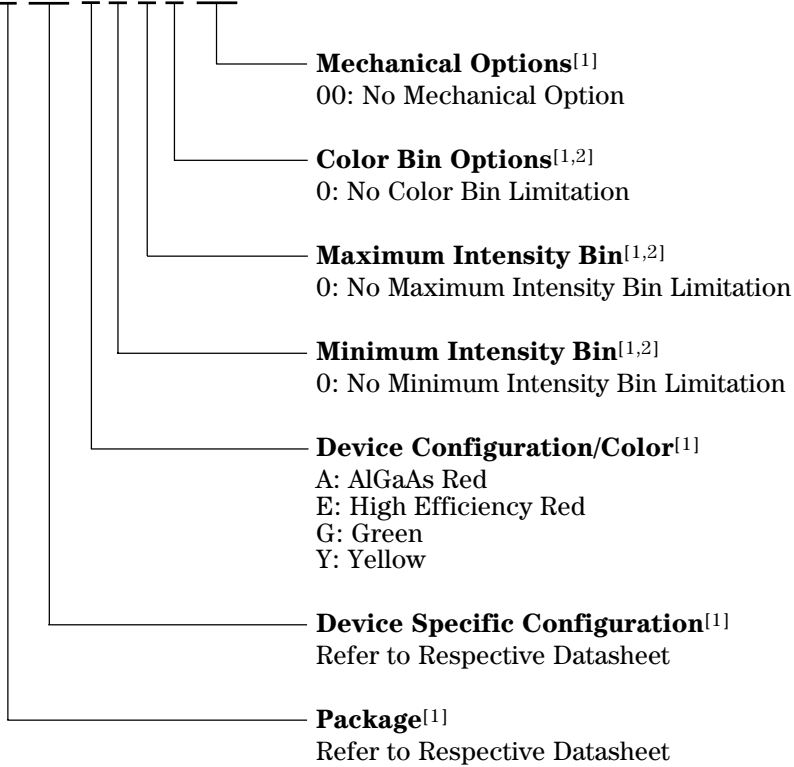 Mechanical Options[1]
00: No Mechanical Option
Color Bin Options[1,2]
0: No Color Bin Limitation
Maximum Intensity Bin[1,2]
0: No Maximum Intensity Bin Limitation
Minimum Intensity Bin[1,2]
0: No Minimum Intensity Bin Limitation
Device Configuration/Color[1]
A: AlGaAs Red
E: High Efficiency Red
G: Green
Y: Yellow
Device Specific Configuration[1]
Refer to Respective Datasheet
Package[1]
Refer to Respective Datasheet